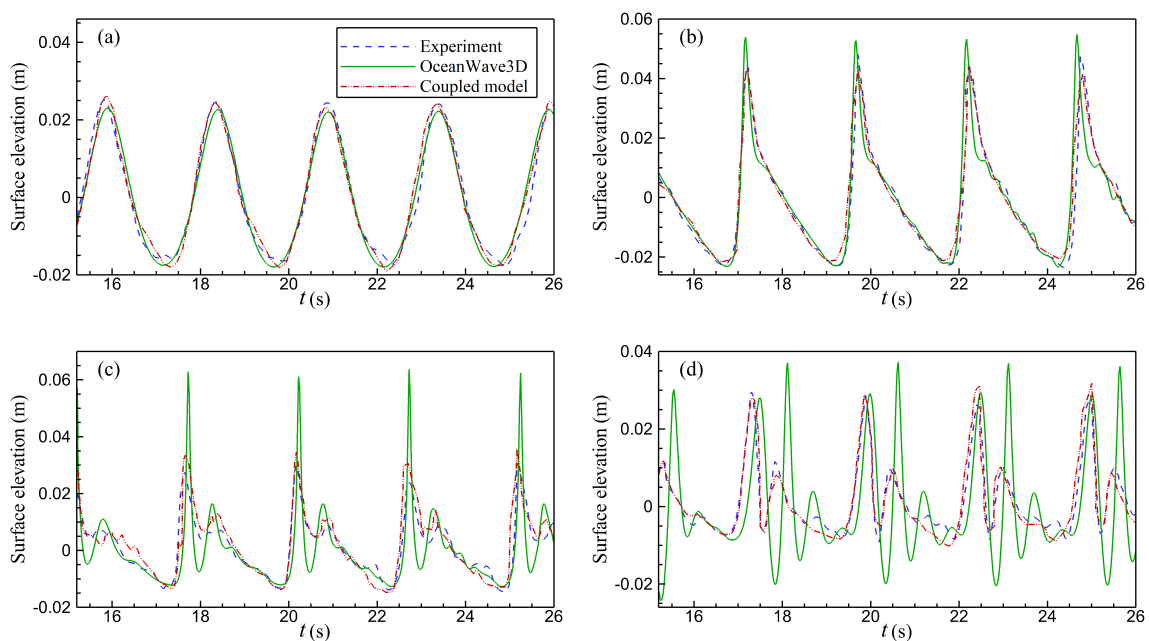 (a)
Experiment
OceanWave3D
Coupled model
Surface elevation (m)
0.04
0.02
0
-0.02
16 18 20 22 24 26
t (s)
(b)
Surface elevation (m)
0.06
0.04
0.02
0
-0.02
16 18 20 22 24 26
t (s)
(c)
Surface elevation (m)
0.06
0.04
0.02
0
-0.02
16 18 20 22 24 26
t (s)
(d)
Surface elevation (m)
0.04
0.02
0
-0.02
16 18 20 22 24 26
t (s)